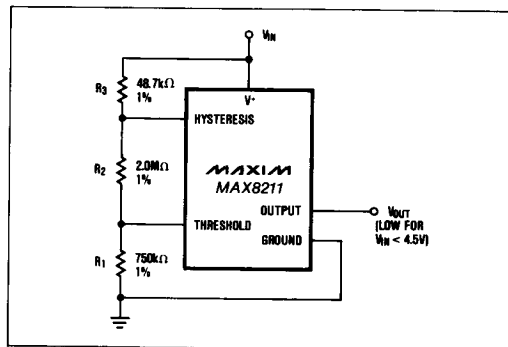 VIN
R3 48.7kΩ
1%
V+
HYSTERESIS
R2 2.0MΩ
1%
MAXIM
MAX8211
OUTPUT
VOUT
(LOW FOR
VIN < 4.5V)
THRESHOLD
GROUND
R1 750kΩ
1%